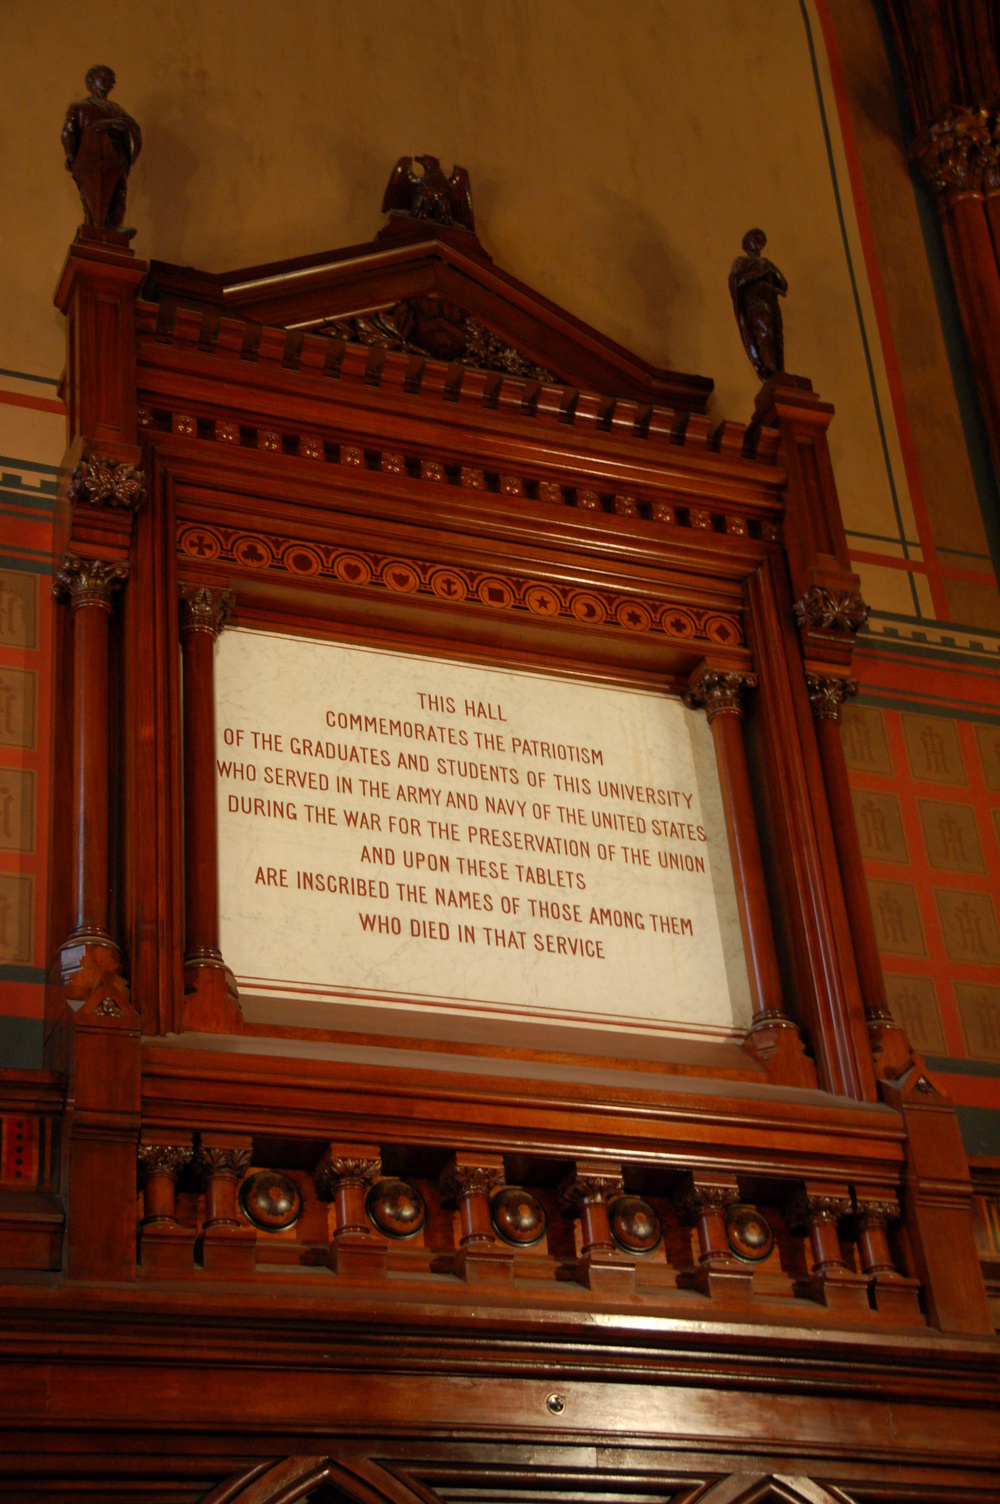 THIS HALL
COMMEMORATES THE PATRIOTISM
OF THE GRADUATES AND STUDENTS OF THIS UNIVERSITY
WHO SERVED IN THE ARMY AND NAVY OF THE UNITED STATES
DURING THE WAR FOR THE PRESERVATION OF THE UNION
AND UPON THESE TABLETS
ARE INSCRIBED THE NAMES OF THOSE AMONG THEM
WHO DIED IN THAT SERVICE